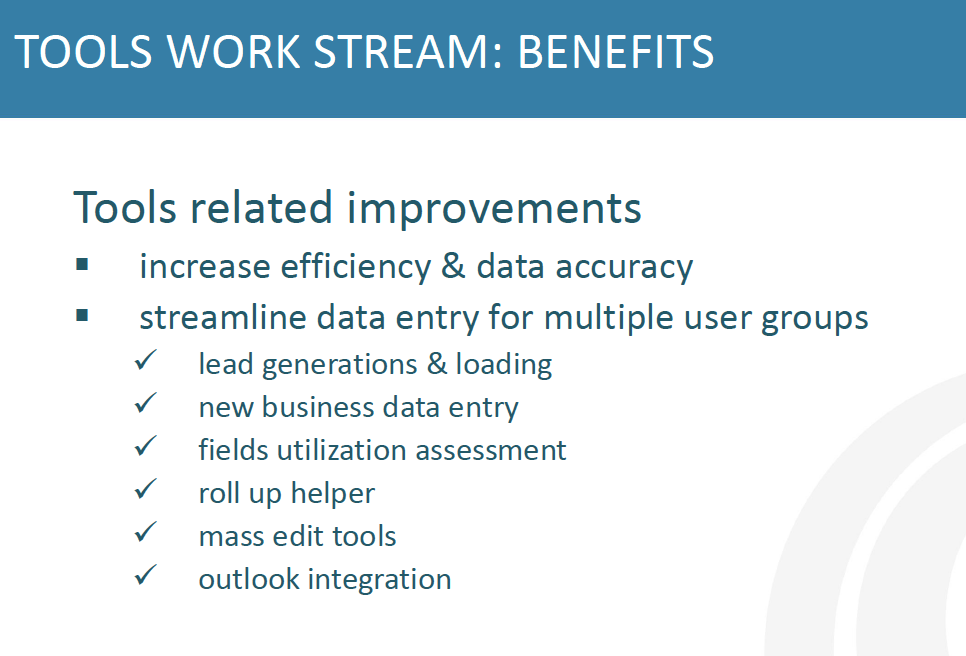 TOOLS WORK STREAM: BENEFITS
Tools related improvements
▪ increase efficiency & data accuracy
▪ streamline data entry for multiple user groups
✓ lead generations & loading
✓ new business data entry
✓ fields utilization assessment
✓ roll up helper
✓ mass edit tools
✓ outlook integration